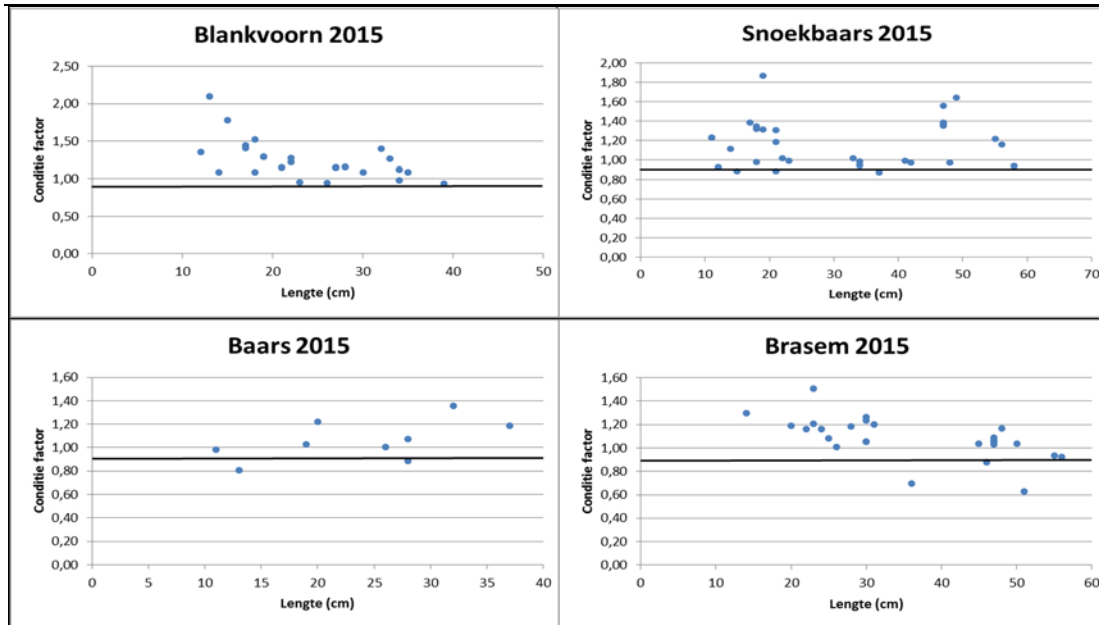 Blankvoorn 2015
2,50
2,00
1,50
1,00
0,50
0,00
Conditie factor
0 10 20 30 40 50
Lengte (cm)
Snoekbaars 2015
2,00
1,80
1,60
1,40
1,20
1,00
0,80
0,60
0,40
0,20
0,00
Conditie factor
0 10 20 30 40 50 60 70
Lengte (cm)
Baars 2015
1,60
1,40
1,20
1,00
0,80
0,60
0,40
0,20
0,00
Conditie factor
0 5 10 15 20 25 30 35 40
Lengte (cm)
Brasem 2015
1,60
1,40
1,20
1,00
0,80
0,60
0,40
0,20
0,00
Conditie factor
0 10 20 30 40 50 60
Lengte (cm)